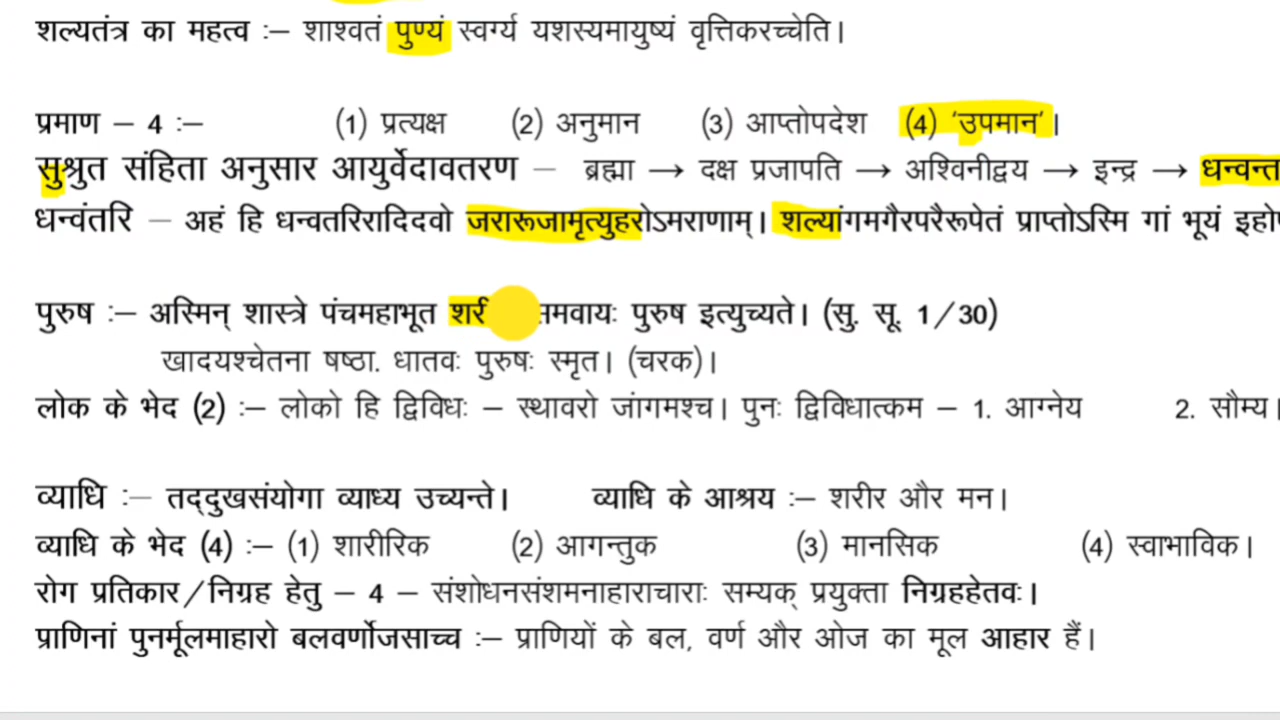 शल्यतंत्र का महत्व :– शाश्वतं पुण्यं स्वर्ग्य यशस्यमायुष्यं वृत्तिकरच्चेति।
प्रमाण – 4 :– (1) प्रत्यक्ष (2) अनुमान (3) आप्तोपदेश (4) 'उपमान'।
सुश्रुत संहिता अनुसार आयुर्वेदावतरण – ब्रह्मा → दक्ष प्रजापति → अश्विनीद्वय → इन्द्र → धन्वन्त
धन्वंतरि – अहं हि धन्वतरिरादिदवो जरारूजामृत्युहरोऽमराणाम्। शल्यांगमगैरपरैरूपेतं प्राप्तोऽस्मि गां भूयं इहो
पुरुष :– अस्मिन् शास्त्रे पंचमहाभूत पुरुष इत्युच्यते। (सु. सू. 1/30)
खादयश्चेतना षष्ठा. धातवः पुरुषः स्मृत। (चरक)।
लोक के भेद (2) :– लोको हि द्विविधः – स्थावरो जांगमश्च। पुनः द्विविधात्कम – 1. आग्नेय 2. सौम्य।
व्याधि :– तद्दुखसंयोगा व्याध्य उच्यन्ते। व्याधि के आश्रय :– शरीर और मन।
व्याधि के भेद (4) :– (1) शारीरिक (2) आगन्तुक (3) मानसिक (4) स्वाभाविक।
रोग प्रतिकार/निग्रह हेतु – 4 – संशोधनसंशमनाहाराचाराः सम्यक् प्रयुक्ता निग्रहहेतवः।
प्राणिनां पुनर्मूलमाहारो बलवर्णोजसाच्च :– प्राणियों के बल, वर्ण और ओज का मूल आहार हैं।